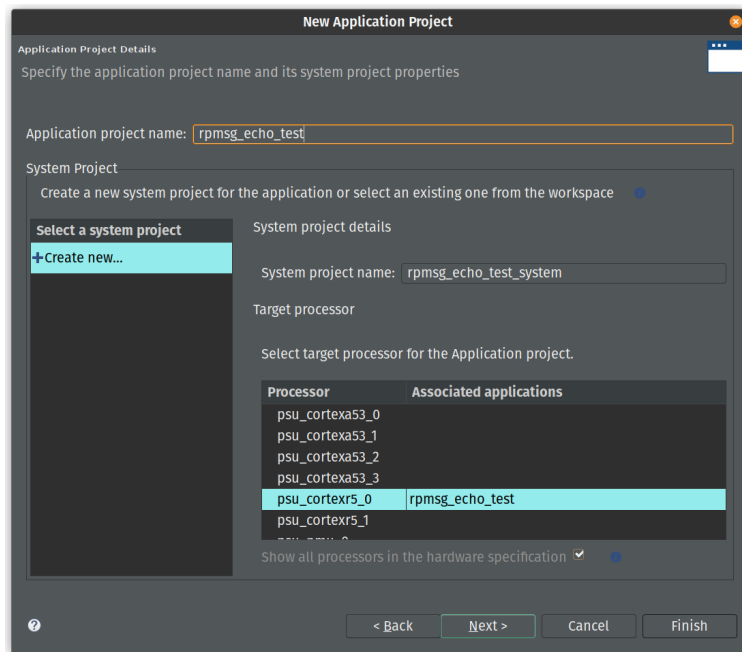 New Application Project
Application Project Details
Specify the application project name and its system project properties
Application project name: rpmsg_echo_test
System Project
Create a new system project for the application or select an existing one from the workspace
Select a system project
+Create new...
System project details
System project name: rpmsg_echo_test_system
Target processor
Select target processor for the Application project.
Processor Associated applications
psu_cortexa53_0
psu_cortexa53_1
psu_cortexa53_2
psu_cortexa53_3
psu_cortexr5_0 rpmsg_echo_test
psu_cortexr5_1
Show all processors in the hardware specification
? < Back Next > Cancel Finish